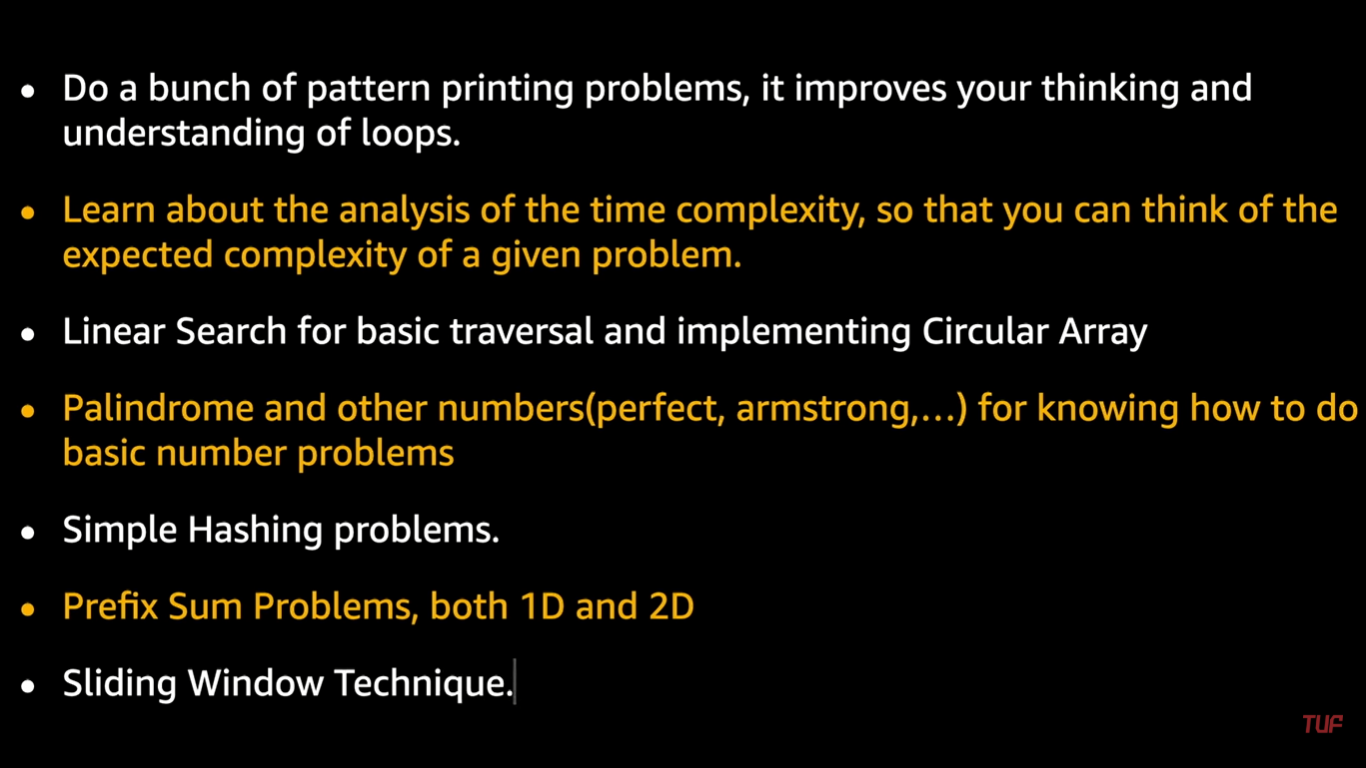 • Do a bunch of pattern printing problems, it improves your thinking and
understanding of loops.
• Learn about the analysis of the time complexity, so that you can think of the
expected complexity of a given problem.
• Linear Search for basic traversal and implementing Circular Array
• Palindrome and other numbers(perfect, armstrong,...) for knowing how to do
basic number problems
• Simple Hashing problems.
• Prefix Sum Problems, both 1D and 2D
• Sliding Window Technique.
TUF